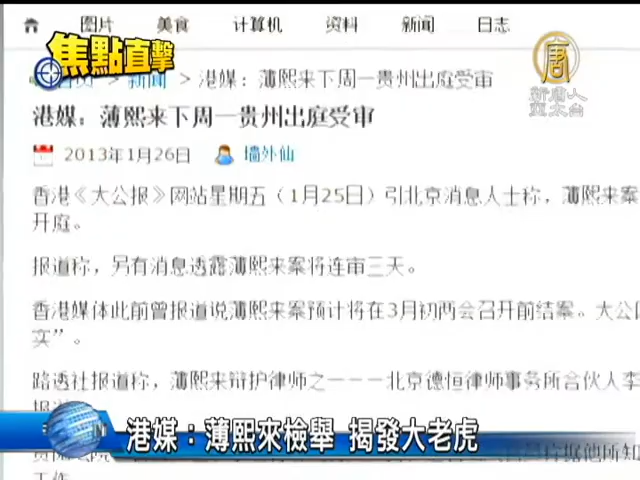 图片 美食 计算机 资料 新闻 日志
焦點直擊
> 新闻 > 港媒：薄熙来下周一贵州出庭受审
唐
新唐人
亞太台
港媒：薄熙来下周一贵州出庭受审
2013年1月26日 墙外仙
香港《大公报》网站星期五（1月25日）引北京消息人士称，薄熙来案
开庭。
报道称，另有消息透露薄熙来案将连审三天。
香港媒体此前曾报道说薄熙来案预计将在3月初两会召开前结案。大公
实”。
路透社报道称，薄熙来辩护律师之一———北京德恒律师事务所合伙人李
港媒：薄熙來檢舉 揭發大老虎